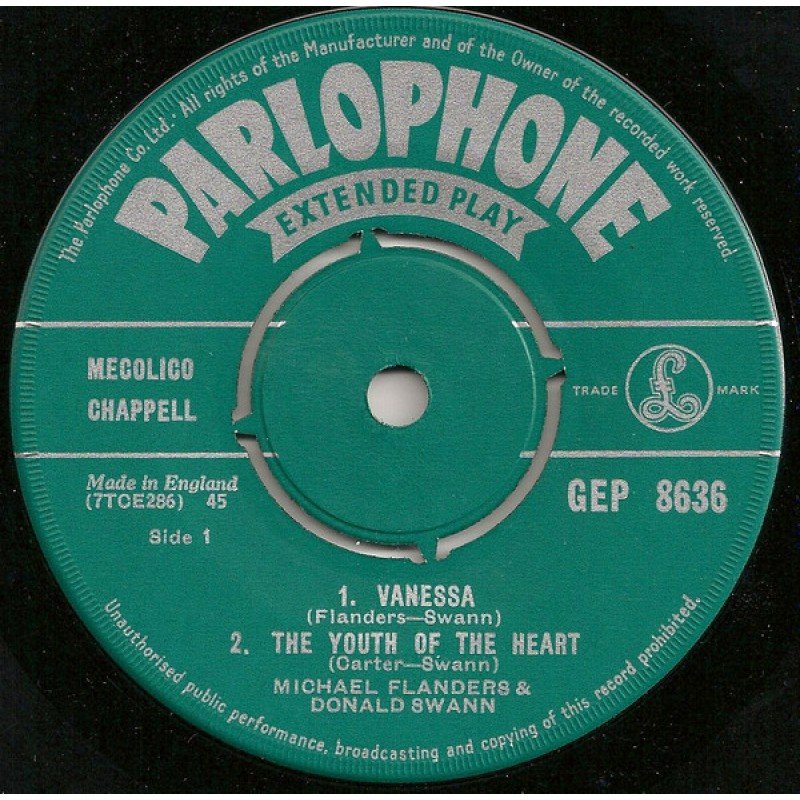 The Parlophone Co. Ltd. · All rights of the Manufacturer and of the Owner of the recorded work reserved.
PARLOPHONE
EXTENDED PLAY
MECOLICO
CHAPPELL
TRADE £ MARK
Made in England
(7TCE286) 45
Side 1
GEP 8636
1. VANESSA
(Flanders—Swann)
2. THE YOUTH OF THE HEART
(Carter—Swann)
MICHAEL FLANDERS &
DONALD SWANN
Unauthorised public performance, broadcasting and copying of this record prohibited.